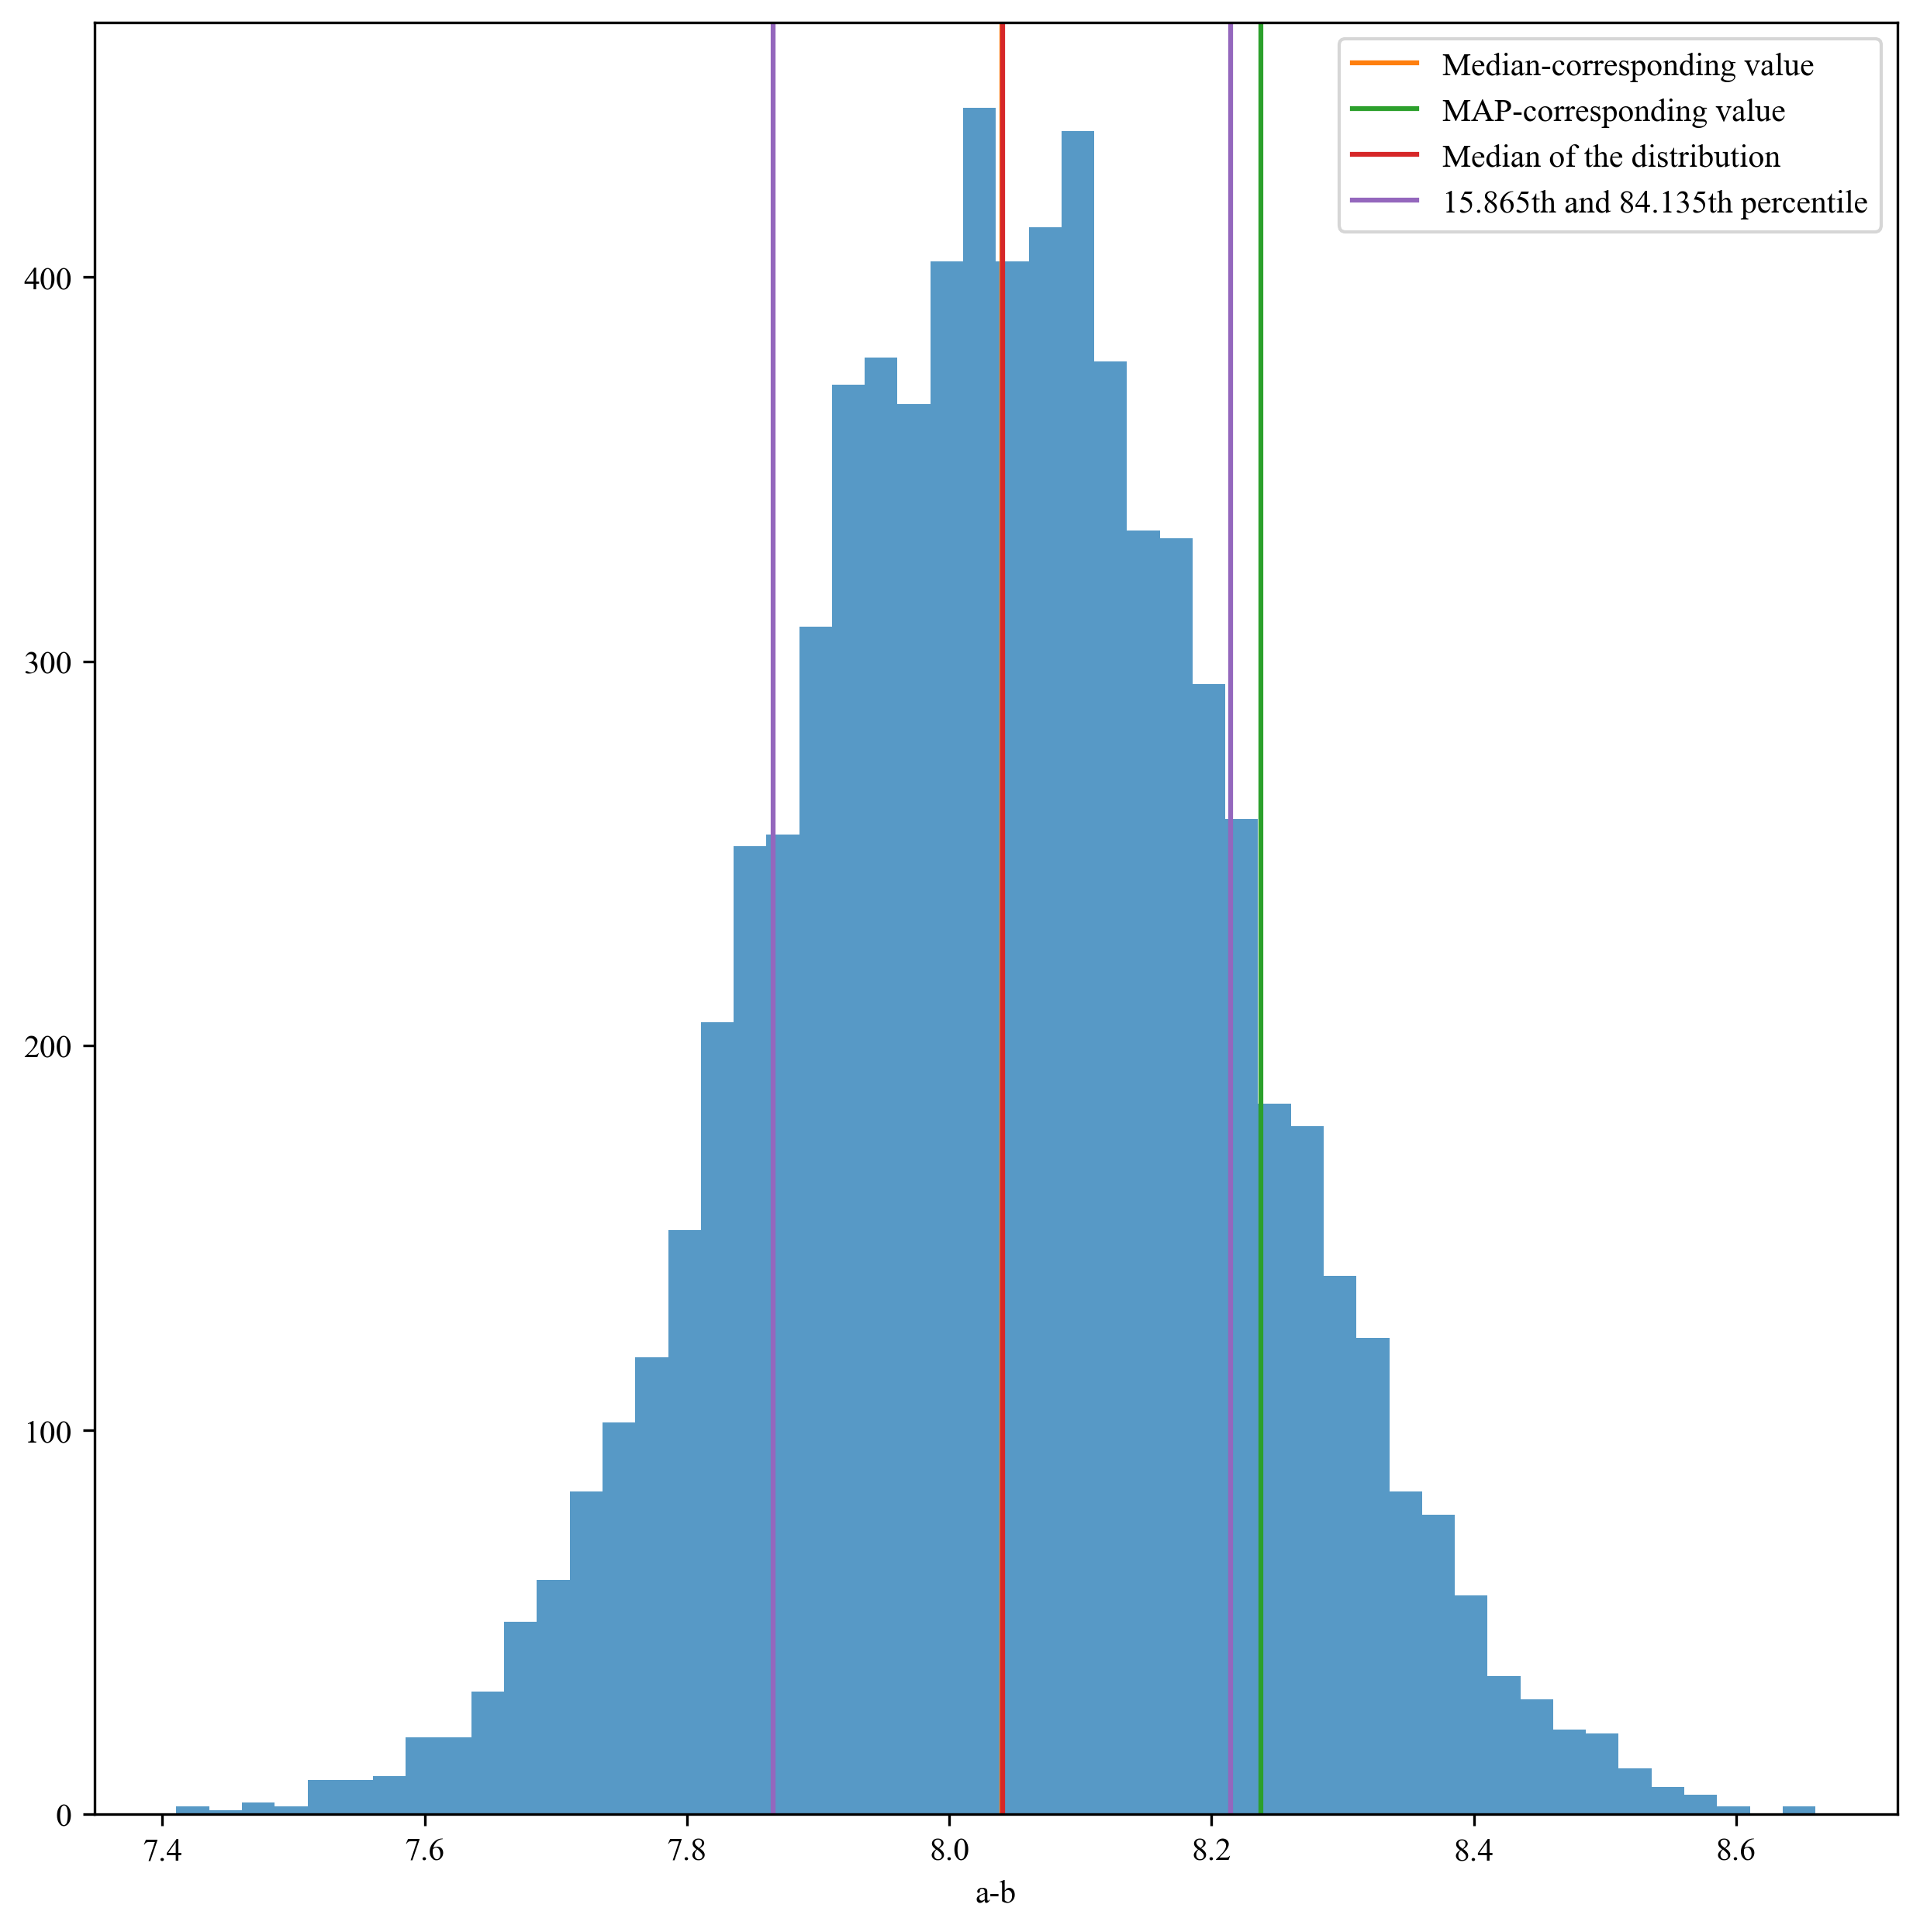 Median-corresponding value
MAP-corresponding value
Median of the distribution
15.865th and 84.135th percentile
400
300
200
100
0
7.4 7.6 7.8 8.0 8.2 8.4 8.6
a-b